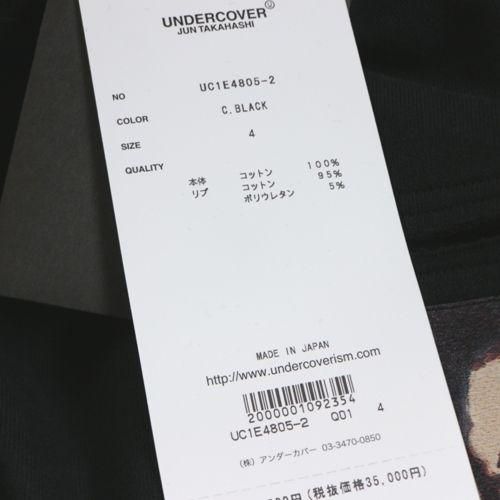 UNDERCOVER
JUN TAKAHASHI
NO UC1E4805-2
COLOR C.BLACK
SIZE 4
QUALITY
本体 コットン 100%
リブ コットン 95%
ポリウレタン 5%
MADE IN JAPAN
http://www.undercoverism.com
2000001092354
UC1E4805-2 Q01 4
(株) アンダーカバー 03-3470-0850
円(税抜価格35,000円)